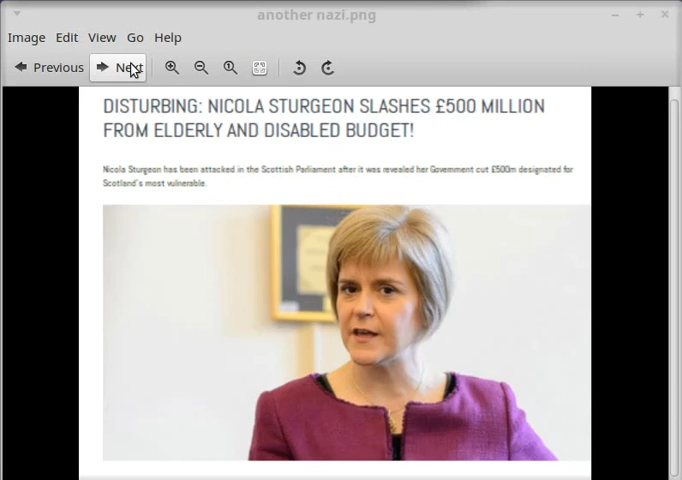 another nazi.png
Image Edit View Go Help
Previous Next
DISTURBING: NICOLA STURGEON SLASHES £500 MILLION
FROM ELDERLY AND DISABLED BUDGET!
Nicola Sturgeon has been attacked in the Scottish Parliament after it was revealed her Government cut £500m designated for
Scotland's most vulnerable.